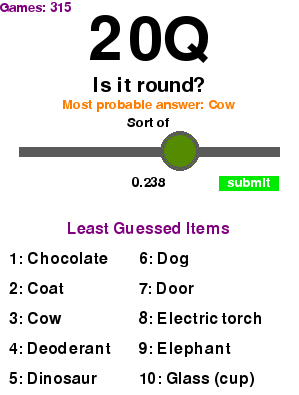 Games: 315
20Q
Is it round?
Most probable answer: Cow
Sort of
0.238
submit
Least Guessed Items
1: Chocolate
2: Coat
3: Cow
4: Deodorant
5: Dinosaur
6: Dog
7: Door
8: Electric torch
9: Elephant
10: Glass (cup)